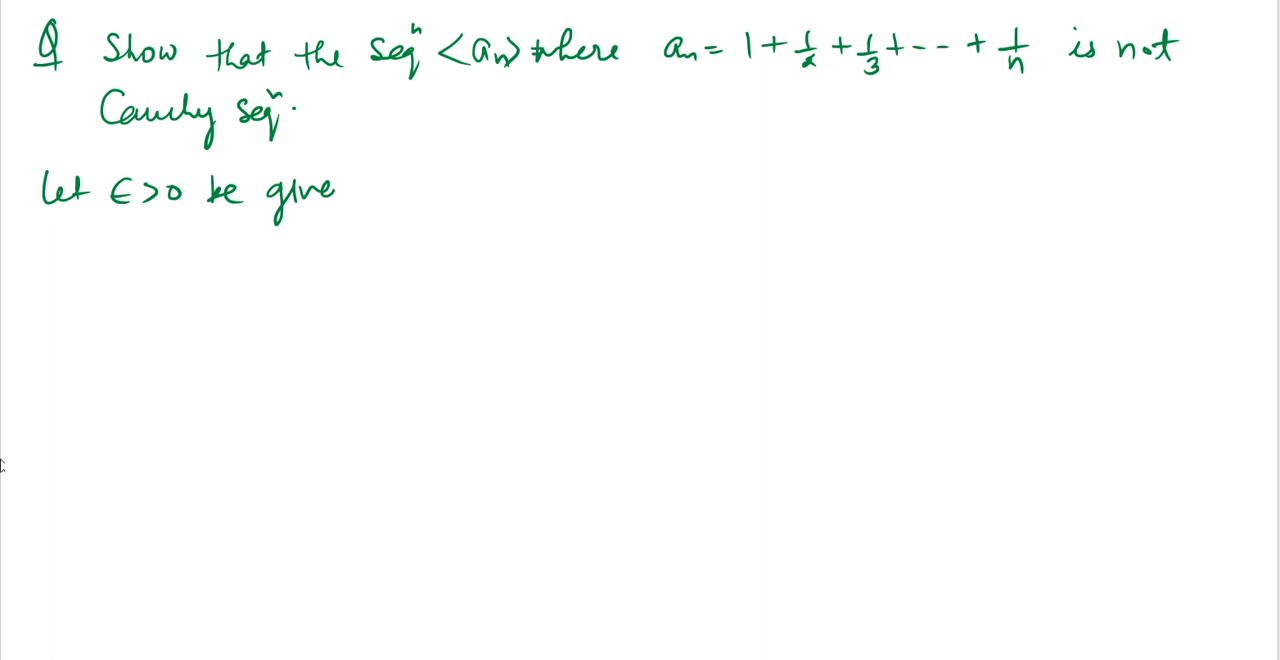 Q Show that the seqⁿ <aₙ> where aₙ = 1 + 1/2 + 1/3 + - - + 1/n is not
Cauchy seqⁿ.
let ϵ>0 be give